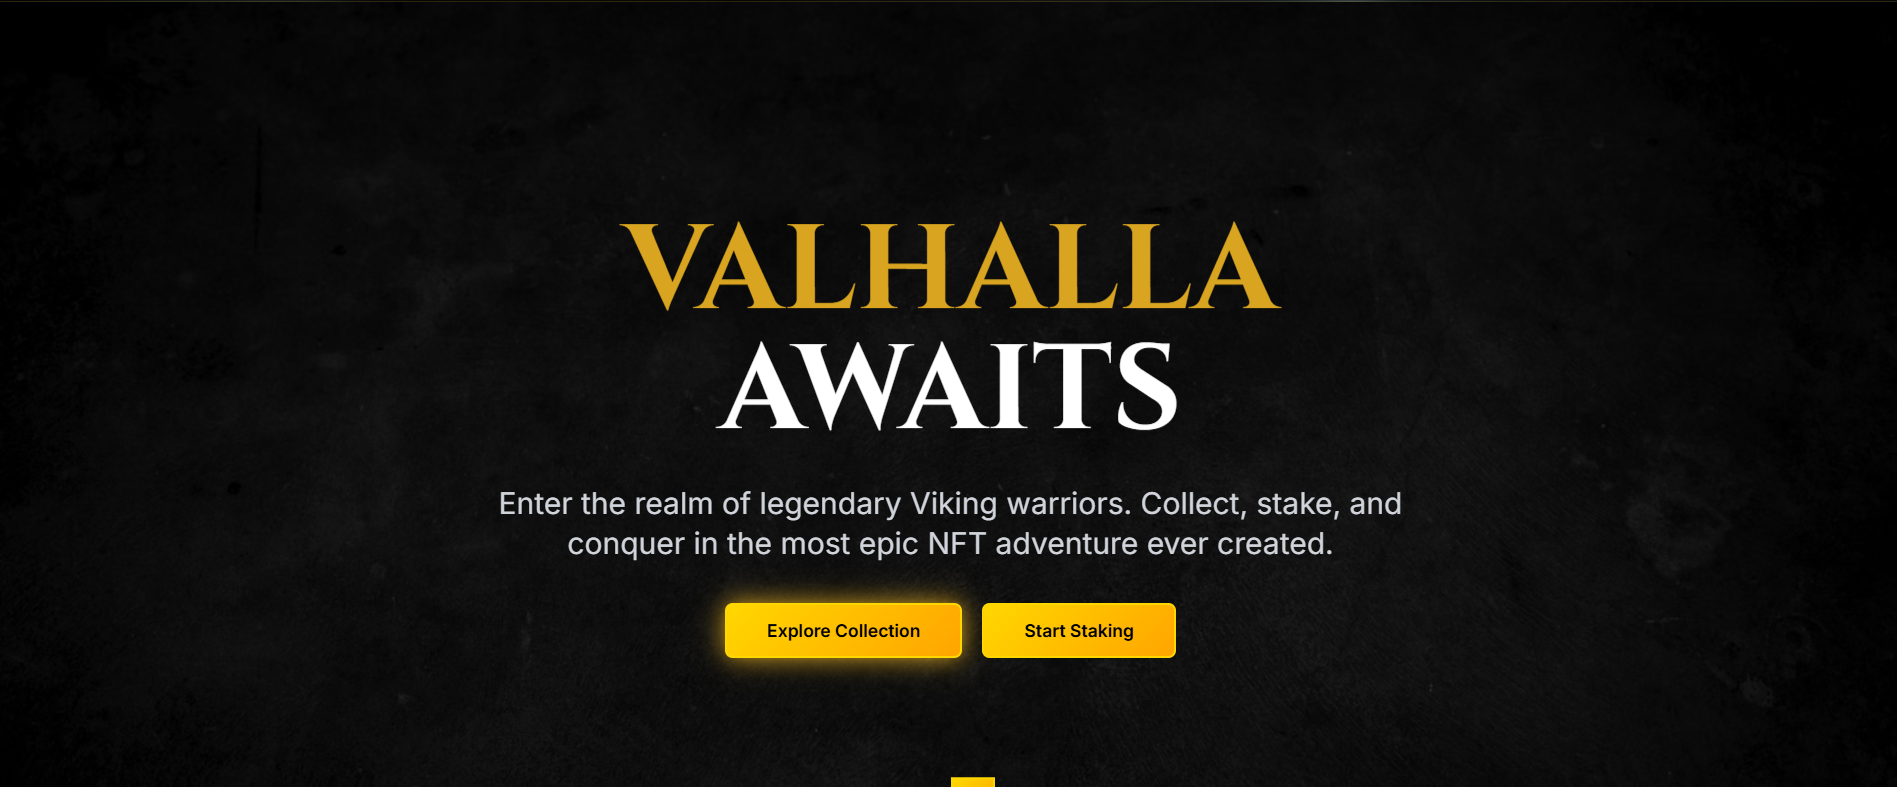 VALHALLA
AWAITS
Enter the realm of legendary Viking warriors. Collect, stake, and
conquer in the most epic NFT adventure ever created.
Explore Collection
Start Staking